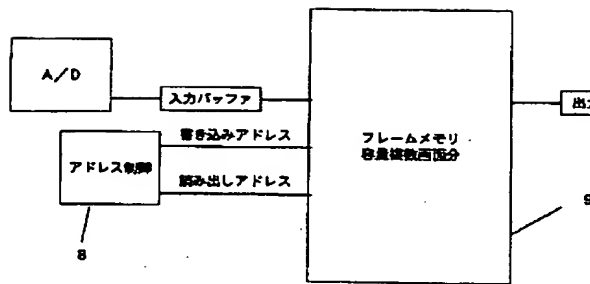 A/D
入力バッファ
書き込みアドレス
アドレス制御
読み出しアドレス
フレームメモリ
容量複数画面分
8
9